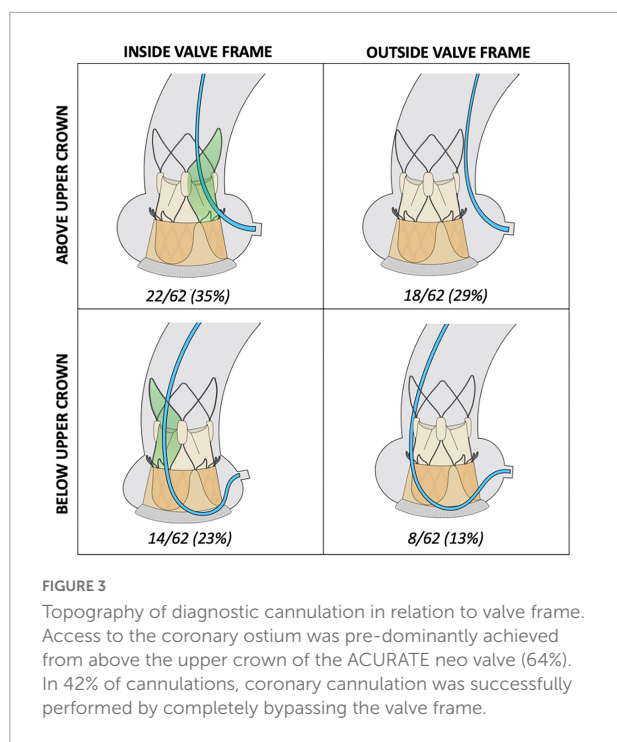 INSIDE VALVE FRAME
OUTSIDE VALVE FRAME
ABOVE UPPER CROWN
22/62 (35%)
18/62 (29%)
BELOW UPPER CROWN
14/62 (23%)
8/62 (13%)
FIGURE 3
Topography of diagnostic cannulation in relation to valve frame.
Access to the coronary ostium was pre-dominantly achieved
from above the upper crown of the ACURATE neo valve (64%).
In 42% of cannulations, coronary cannulation was successfully
performed by completely bypassing the valve frame.